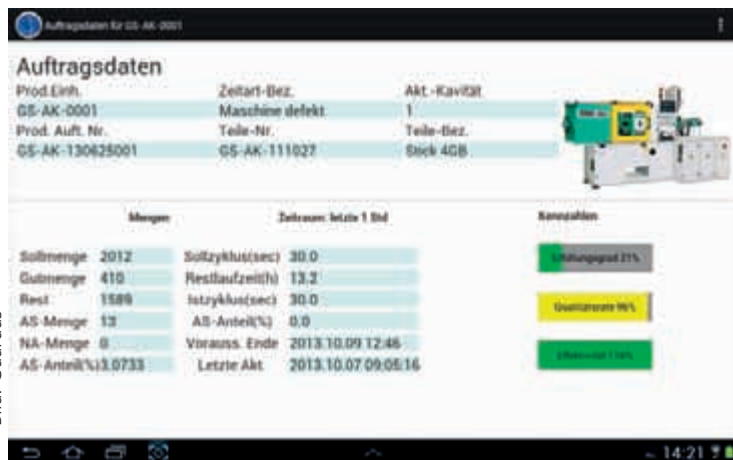 Auftragsdaten für GS-AK-0001
Auftragsdaten
Prod.Einh. Zeitart-Bez. Akt.-Kavität
GS-AK-0001 Maschine defekt 1
Prod. Auft. Nr. Teile-Nr. Teile-Bez.
GS-AK-130625001 GS-AK-111027 Stick 4GB
Mengen Zeitraum: letzte 1 Std Kennzahlen
Sollmenge 2012 Sollzyklus(sec) 30.0
Gutmenge 410 Restlaufzeit(h) 13.2
Rest 1589 Istzyklus(sec) 30.0
AS-Menge 13 AS-Anteil(%) 0.0
NA-Menge 0 Vorauss. Ende 2013.10.09 12:46
AS-Anteil(%) 3.0733 Letzte Akt 2013.10.07 09:05:16
Erfüllungsgrad 21%
Qualitätsrate 96%
14:21